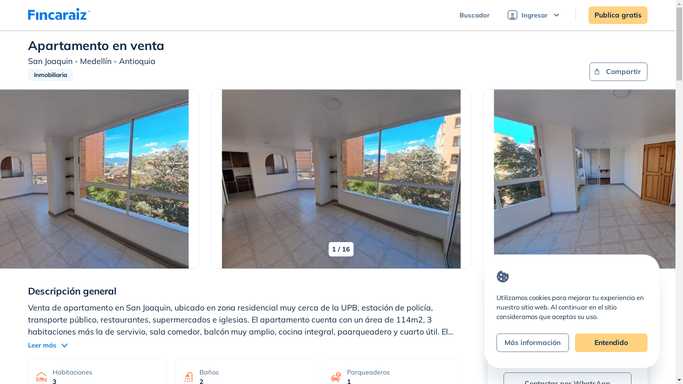 Fincaraiz
Buscador
Ingresar
Publica gratis
Apartamento en venta
San Joaquin - Medellín - Antioquia
Inmobiliaria
Compartir
1 / 16
Descripción general
Venta de apartamento en San Joaquin, ubicado en zona residencial muy cerca de la UPB, estación de policía,
transporte público, restaurantes, supermercados e iglesias. El apartamento cuenta con un área de 114m2, 3
habitaciones más la de servivio, sala comedor, balcón muy amplio, cocina integral, paarqueadero y cuarto útil. El...
Leer más
Habitaciones
3
Baños
2
Parqueaderos
1
Utilizamos cookies para mejorar tu experiencia en
nuestro sitio web. Al continuar en el sitio
consideramos que aceptas su uso.
Más información
Entendido
Contactar por WhatsApp